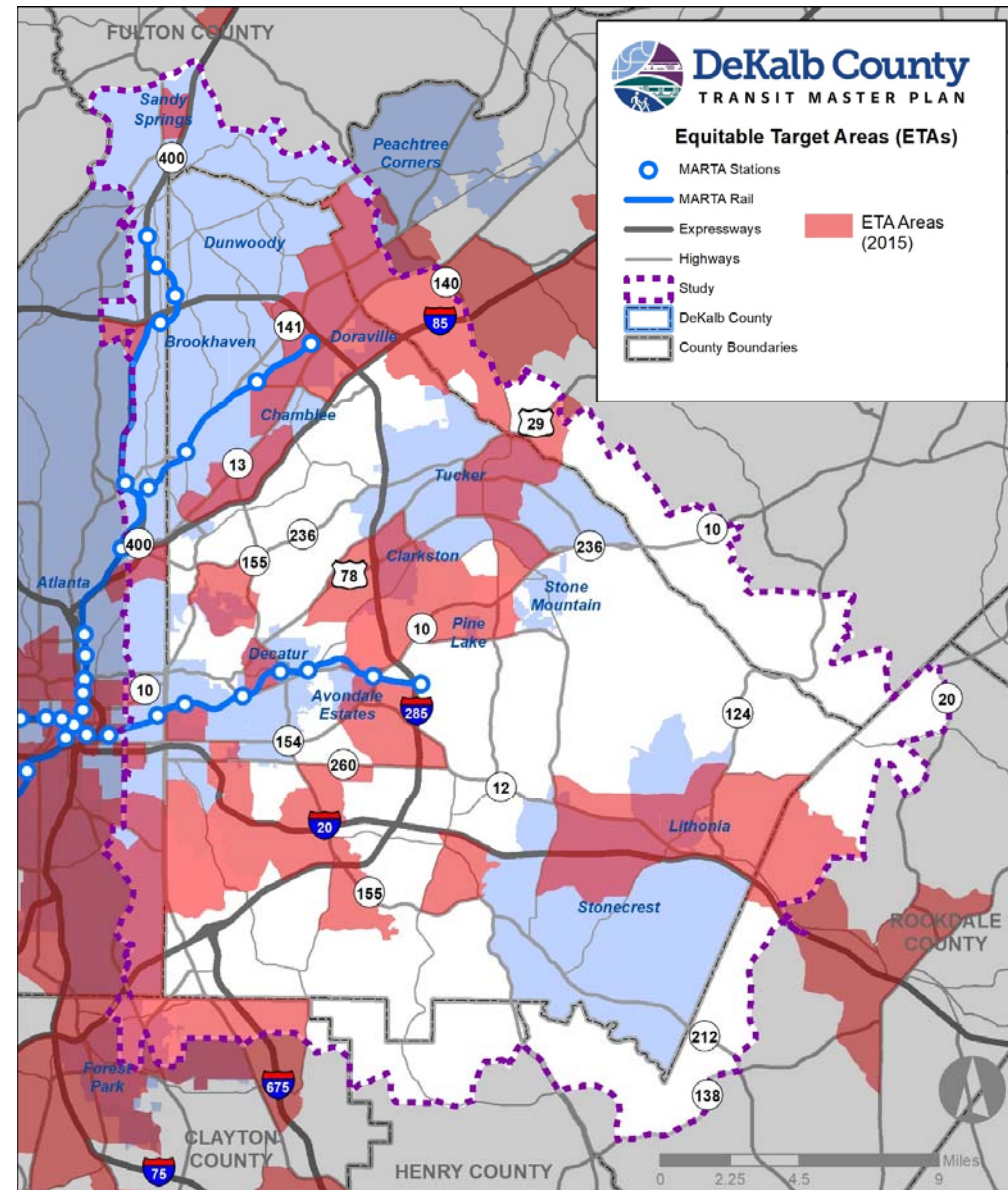 FULTON COUNTY
Sandy
Springs
400
Peachtree
Corners
Dunwoody
DeKalb County
TRANSIT MASTER PLAN
Equitable Target Areas (ETAs)
MARTA Stations
MARTA Rail
Expressways
Highways
Study
DeKalb County
County Boundaries
ETA Areas
(2015)
140
85
141
Brookhaven
Doraville
Chamblee
29
13
Tucker
10
400
236
236
155
Clarkston
78
Atlanta
Stone
Mountain
10
Pine
Lake
Decatur
10
Avondale
Estates
285
20
124
154
260
12
20
Lithonia
155
Stonecrest
ROCKDALE
COUNTY
212
Forest
Park
675
138
CLAYTON
COUNTY
75
HENRY COUNTY
Miles
0 2.25 4.5 9